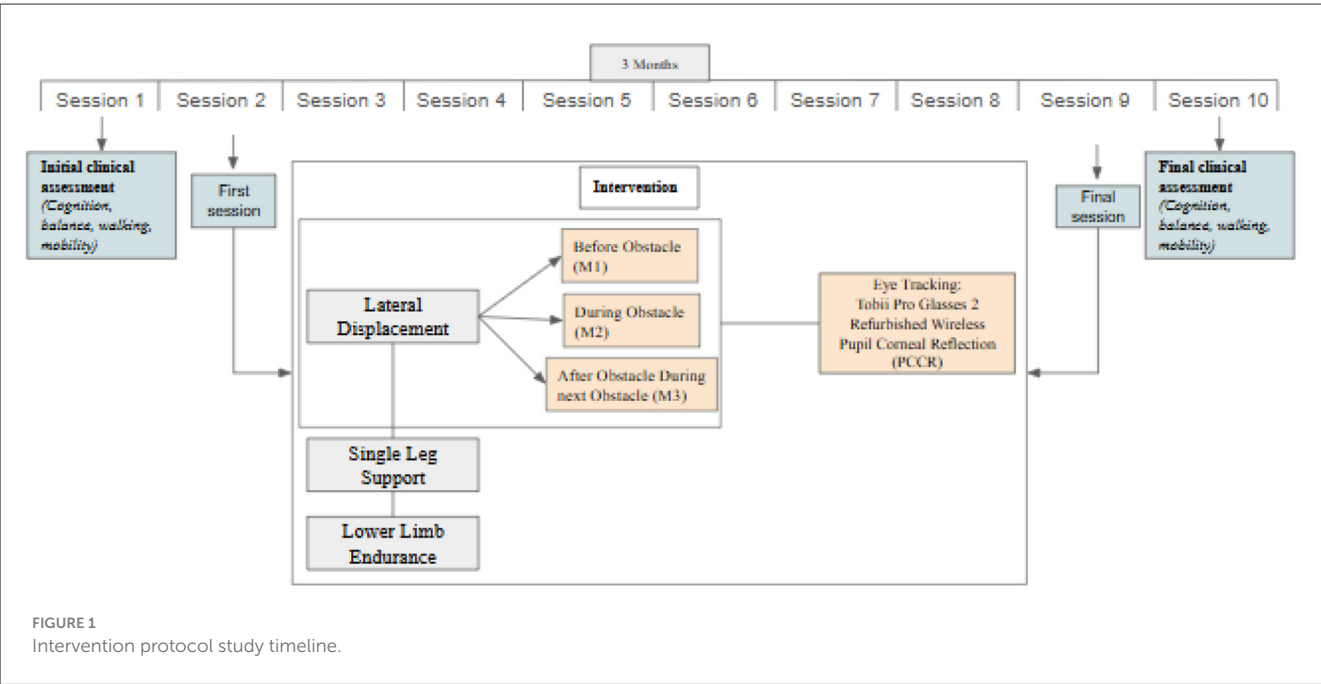 3 Months
Session 1
Session 2
Session 3
Session 4
Session 5
Session 6
Session 7
Session 8
Session 9
Session 10
Initial clinical
assessment
(Cognition,
balance, walking,
mobility)
First
session
Intervention
Lateral
Displacement
Before Obstacle
(M1)
During Obstacle
(M2)
After Obstacle During
next Obstacle (M3)
Single Leg
Support
Lower Limb
Endurance
Eye Tracking:
Tobii Pro Glasses 2
Refurbished Wireless
Pupil Corneal Reflection
(PCCR)
Final
session
Final clinical
assessment
(Cognition,
balance, walking,
mobility)
FIGURE 1
Intervention protocol study timeline.